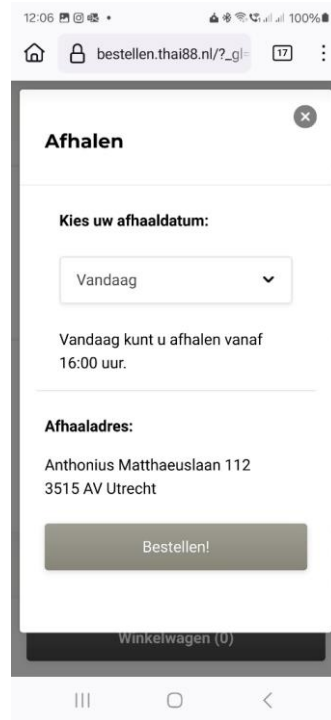 12:06
100%
bestellen.thai88.nl/?_gl=
17
Afhalen
Kies uw afhaaldatum:
Vandaag
Vandaag kunt u afhalen vanaf
16:00 uur.
Afhaaladres:
Anthonius Matthaeuslaan 112
3515 AV Utrecht
Bestellen!
Winkelwagen (0)